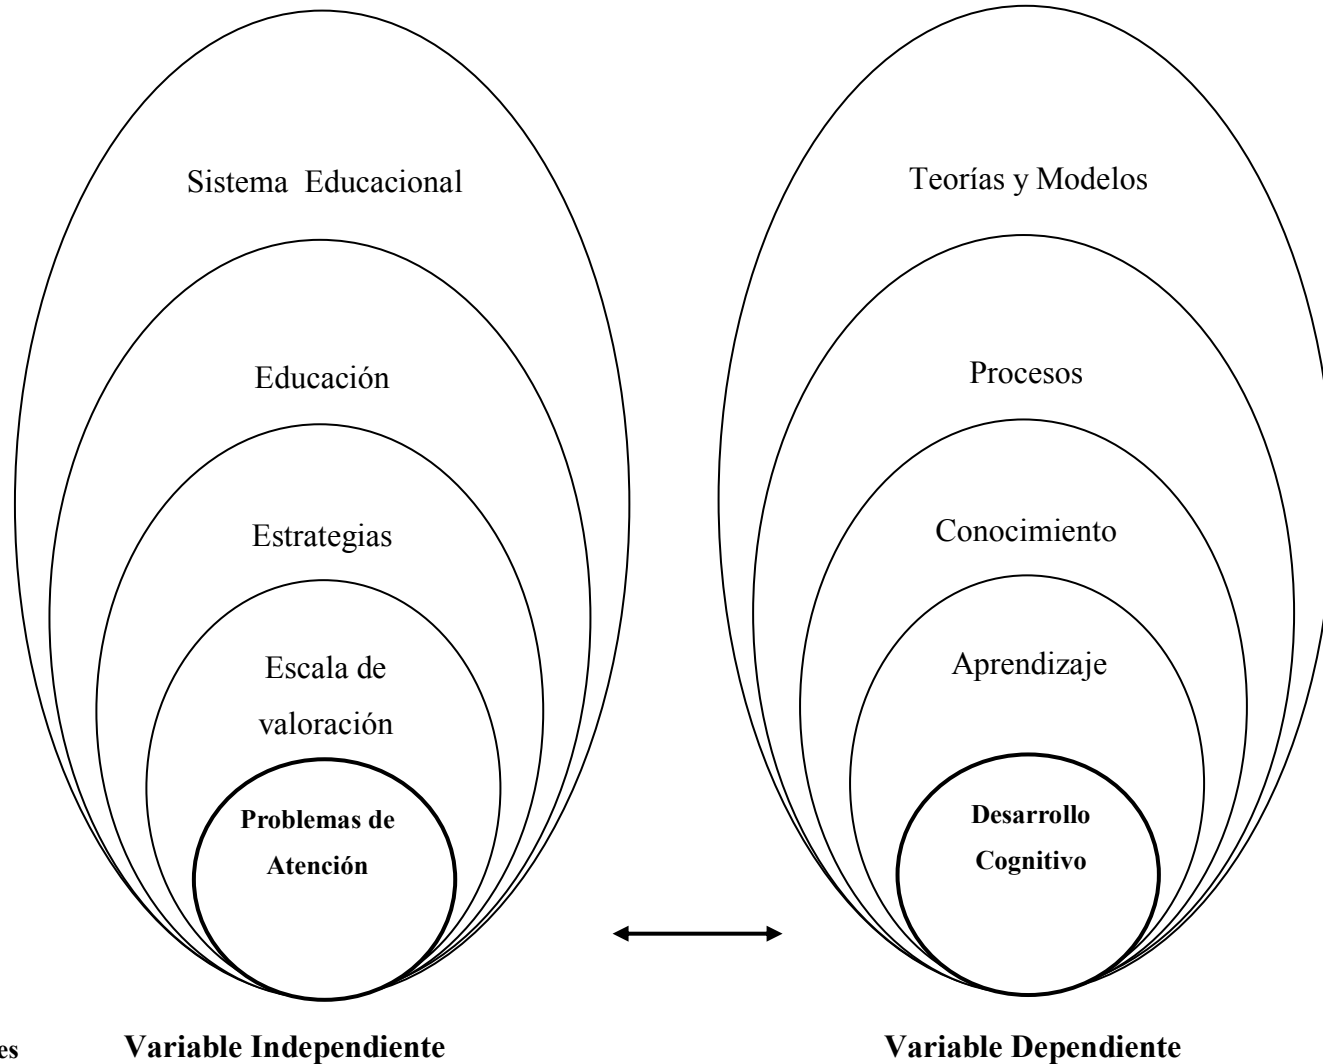 Sistema Educacional
Educación
Estrategias
Escala de
valoración
Problemas de
Atención
Teorías y Modelos
Procesos
Conocimiento
Aprendizaje
Desarrollo
Cognitivo
es
Variable Independiente
Variable Dependiente